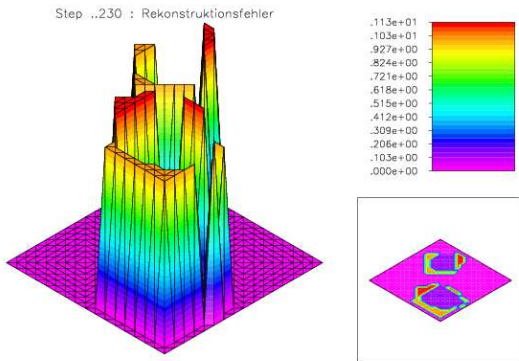 Step ..230 : Rekonstruktionsfehler
.113e+01
.103e+01
.927e+00
.824e+00
.721e+00
.618e+00
.515e+00
.412e+00
.309e+00
.206e+00
.103e+00
.000e+00